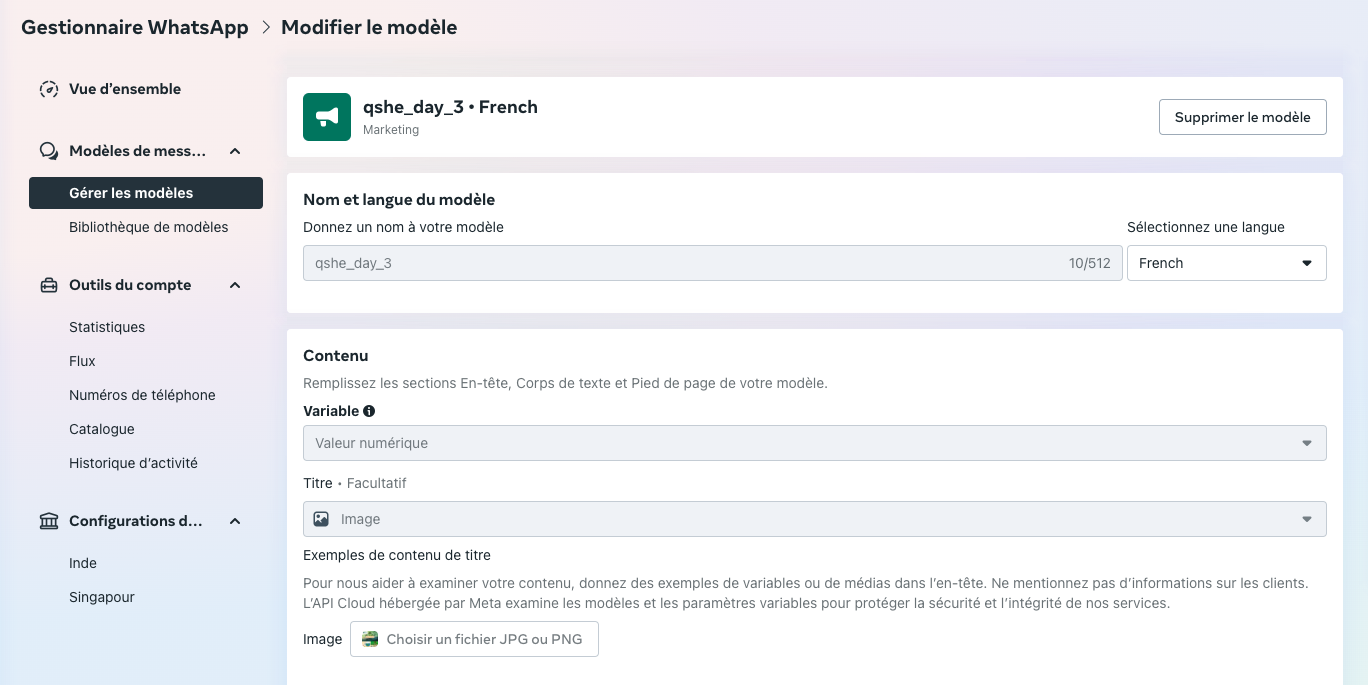 Gestionnaire WhatsApp > Modifier le modèle
Vue d’ensemble
Modèles de mess...
Gérer les modèles
Bibliothèque de modèles
Outils du compte
Statistiques
Flux
Numéros de téléphone
Catalogue
Historique d’activité
Configurations d...
Inde
Singapour
qshe_day_3 • French
Marketing
Supprimer le modèle
Nom et langue du modèle
Donnez un nom à votre modèle
Sélectionnez une langue
qshe_day_3
10/512
French
Contenu
Remplissez les sections En-tête, Corps de texte et Pied de page de votre modèle.
Variable
Valeur numérique
Titre • Facultatif
Image
Exemples de contenu de titre
Pour nous aider à examiner votre contenu, donnez des exemples de variables ou de médias dans l’en-tête. Ne mentionnez pas d’informations sur les clients.
L’API Cloud hébergée par Meta examine les modèles et les paramètres variables pour protéger la sécurité et l’intégrité de nos services.
Image
Choisir un fichier JPG ou PNG